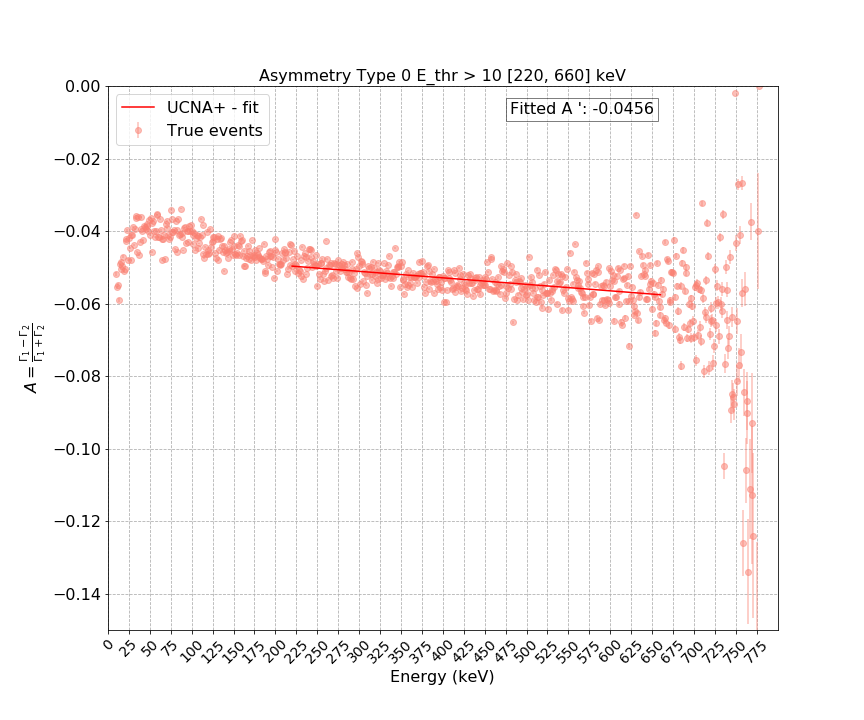 Asymmetry Type 0 E_thr > 10 [220, 660] keV
UCNA+ - fit
True events
Fitted A ': -0.0456
0.00
−0.02
−0.04
−0.06
−0.08
−0.10
−0.12
−0.14
A = Γ₁ − Γ₂ / Γ₁ + Γ₂
0 25 50 75 100 125 150 175 200 225 250 275 300 325 350 375 400 425 450 475 500 525 550 575 600 625 650 675 700 725 750 775
Energy (keV)